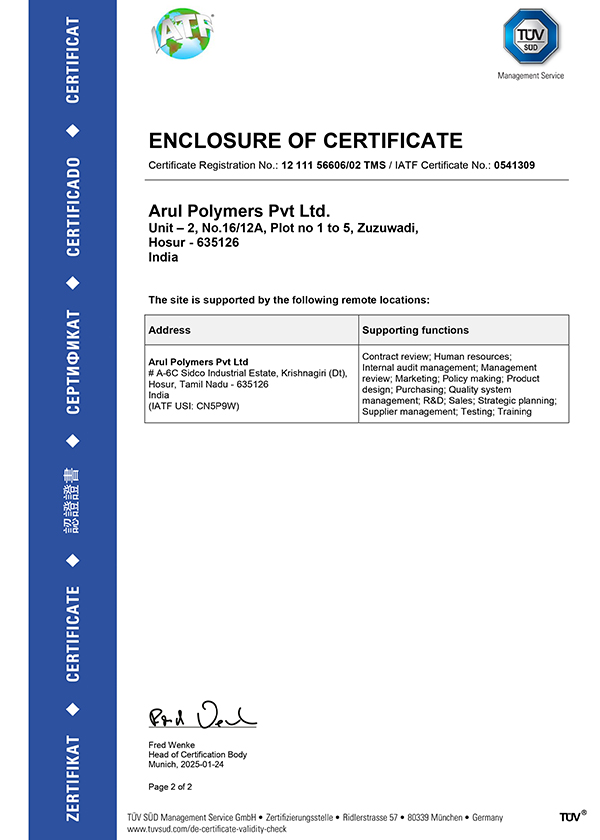 IATF
TÜV
SÜD
Management Service
ZERTIFIKAT ◆ CERTIFICATE ◆ 認證證書 ◆ СЕРТИФИКАТ ◆ CERTIFICADO ◆ CERTIFICAT
ENCLOSURE OF CERTIFICATE
Certificate Registration No.: 12 111 56606/02 TMS / IATF Certificate No.: 0541309
Arul Polymers Pvt Ltd.
Unit – 2, No.16/12A, Plot no 1 to 5, Zuzuwadi,
Hosur - 635126
India
The site is supported by the following remote locations:
Address
Supporting functions
Arul Polymers Pvt Ltd
# A-6C Sidco Industrial Estate, Krishnagiri (Dt),
Hosur, Tamil Nadu - 635126
India
(IATF USI: CN5P9W)
Contract review; Human resources;
Internal audit management; Management
review; Marketing; Policy making; Product
design; Purchasing; Quality system
management; R&D; Sales; Strategic planning;
Supplier management; Testing; Training
Fred Wenke
Head of Certification Body
Munich, 2025-01-24
Page 2 of 2
TÜV SÜD Management Service GmbH • Zertifizierungsstelle • Ridlerstrasse 57 • 80339 München • Germany
www.tuvsud.com/de-certificate-validity-check
TÜV®